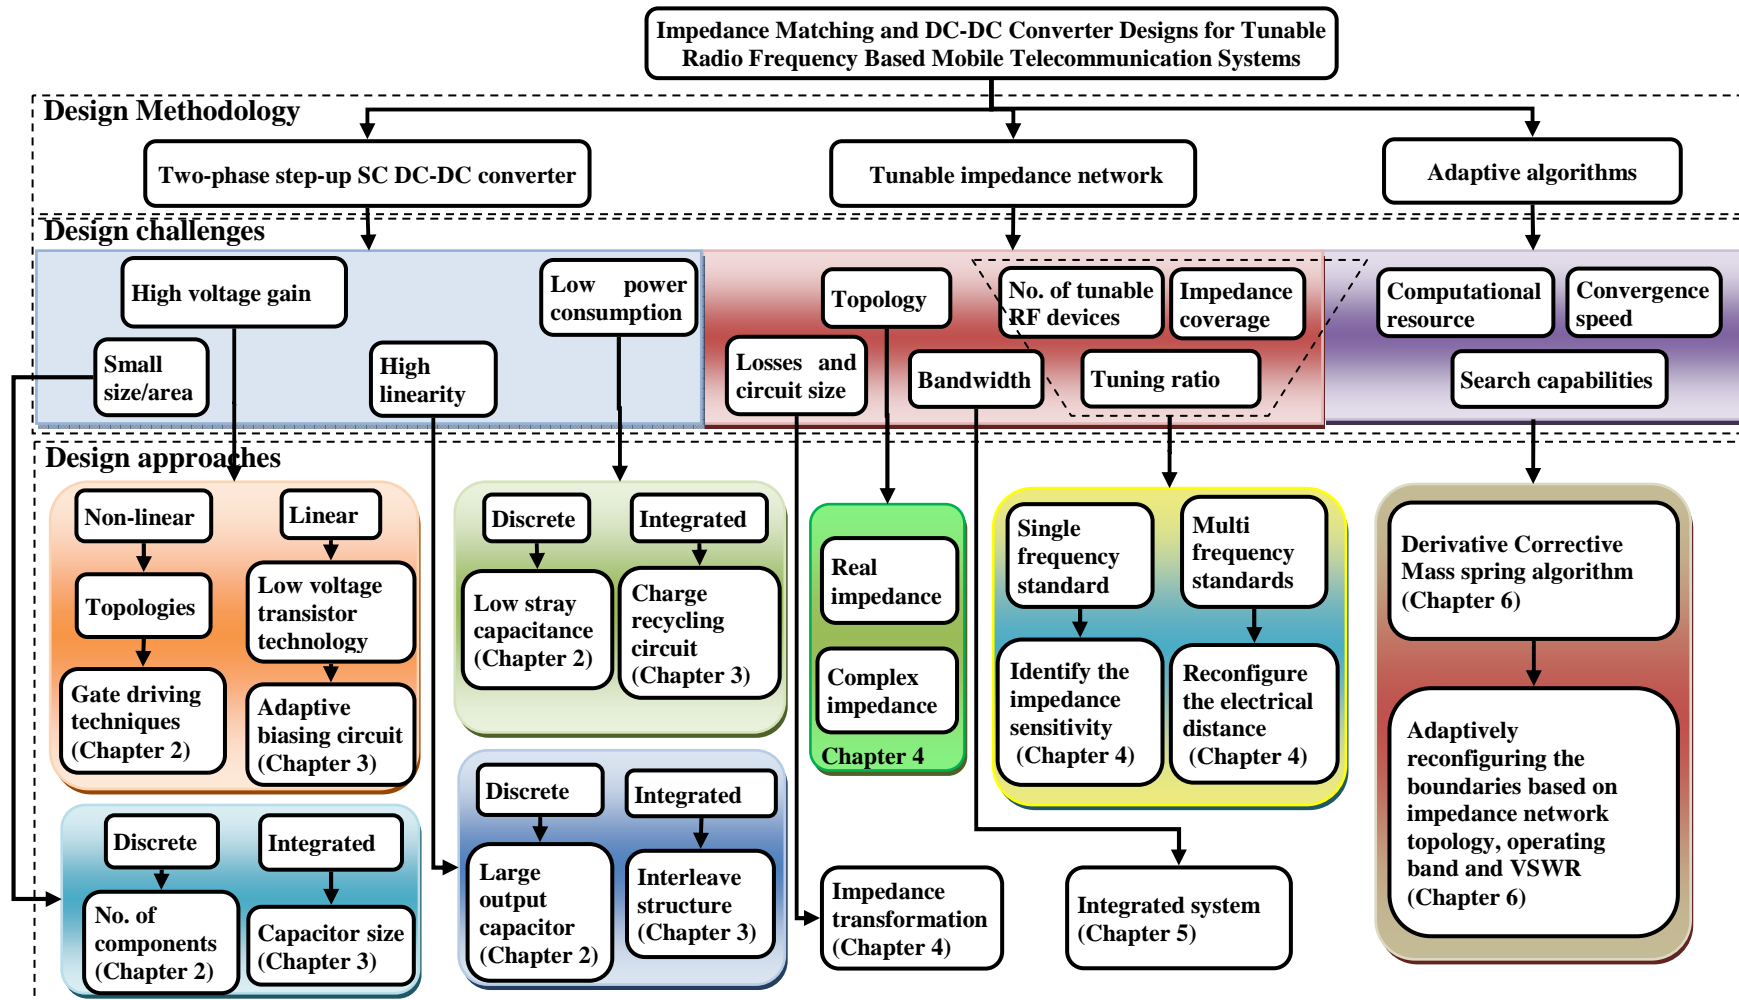 Impedance Matching and DC-DC Converter Designs for Tunable
Radio Frequency Based Mobile Telecommunication Systems
Design Methodology
Two-phase step-up SC DC-DC converter
Tunable impedance network
Adaptive algorithms
Design challenges
High voltage gain
Low power
consumption
Small
size/area
High
linearity
Topology
No. of tunable
RF devices
Impedance
coverage
Losses and
circuit size
Bandwidth
Tuning ratio
Computational
resource
Convergence
speed
Search capabilities
Design approaches
Non-linear
Topologies
Gate driving
techniques
(Chapter 2)
Linear
Low voltage
transistor
technology
Adaptive
biasing circuit
(Chapter 3)
Discrete
Low stray
capacitance
(Chapter 2)
Integrated
Charge
recycling
circuit
(Chapter 3)
Real
impedance
Complex
impedance
Chapter 4
Single
frequency
standard
Identify the
impedance
sensitivity
(Chapter 4)
Multi
frequency
standards
Reconfigure
the electrical
distance
(Chapter 4)
Derivative Corrective
Mass spring algorithm
(Chapter 6)
Adaptively
reconfiguring the
boundaries based on
impedance network
topology, operating
band and VSWR
(Chapter 6)
Discrete
No. of
components
(Chapter 2)
Integrated
Capacitor size
(Chapter 3)
Discrete
Large
output
capacitor
(Chapter 2)
Integrated
Interleave
structure
(Chapter 3)
Impedance
transformation
(Chapter 4)
Integrated system
(Chapter 5)